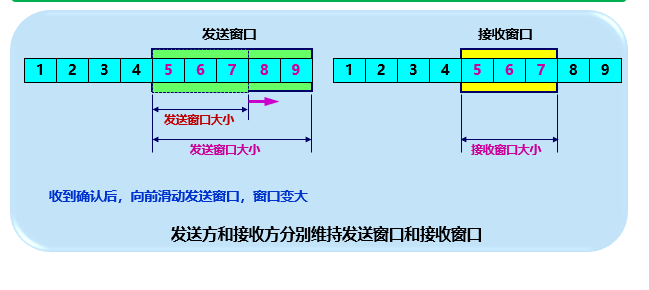 发送窗口 接收窗口
1 2 3 4 5 6 7 8 9 1 2 3 4 5 6 7 8 9
发送窗口大小
发送窗口大小 接收窗口大小
收到确认后，向前滑动发送窗口，窗口变大
发送方和接收方分别维持发送窗口和接收窗口